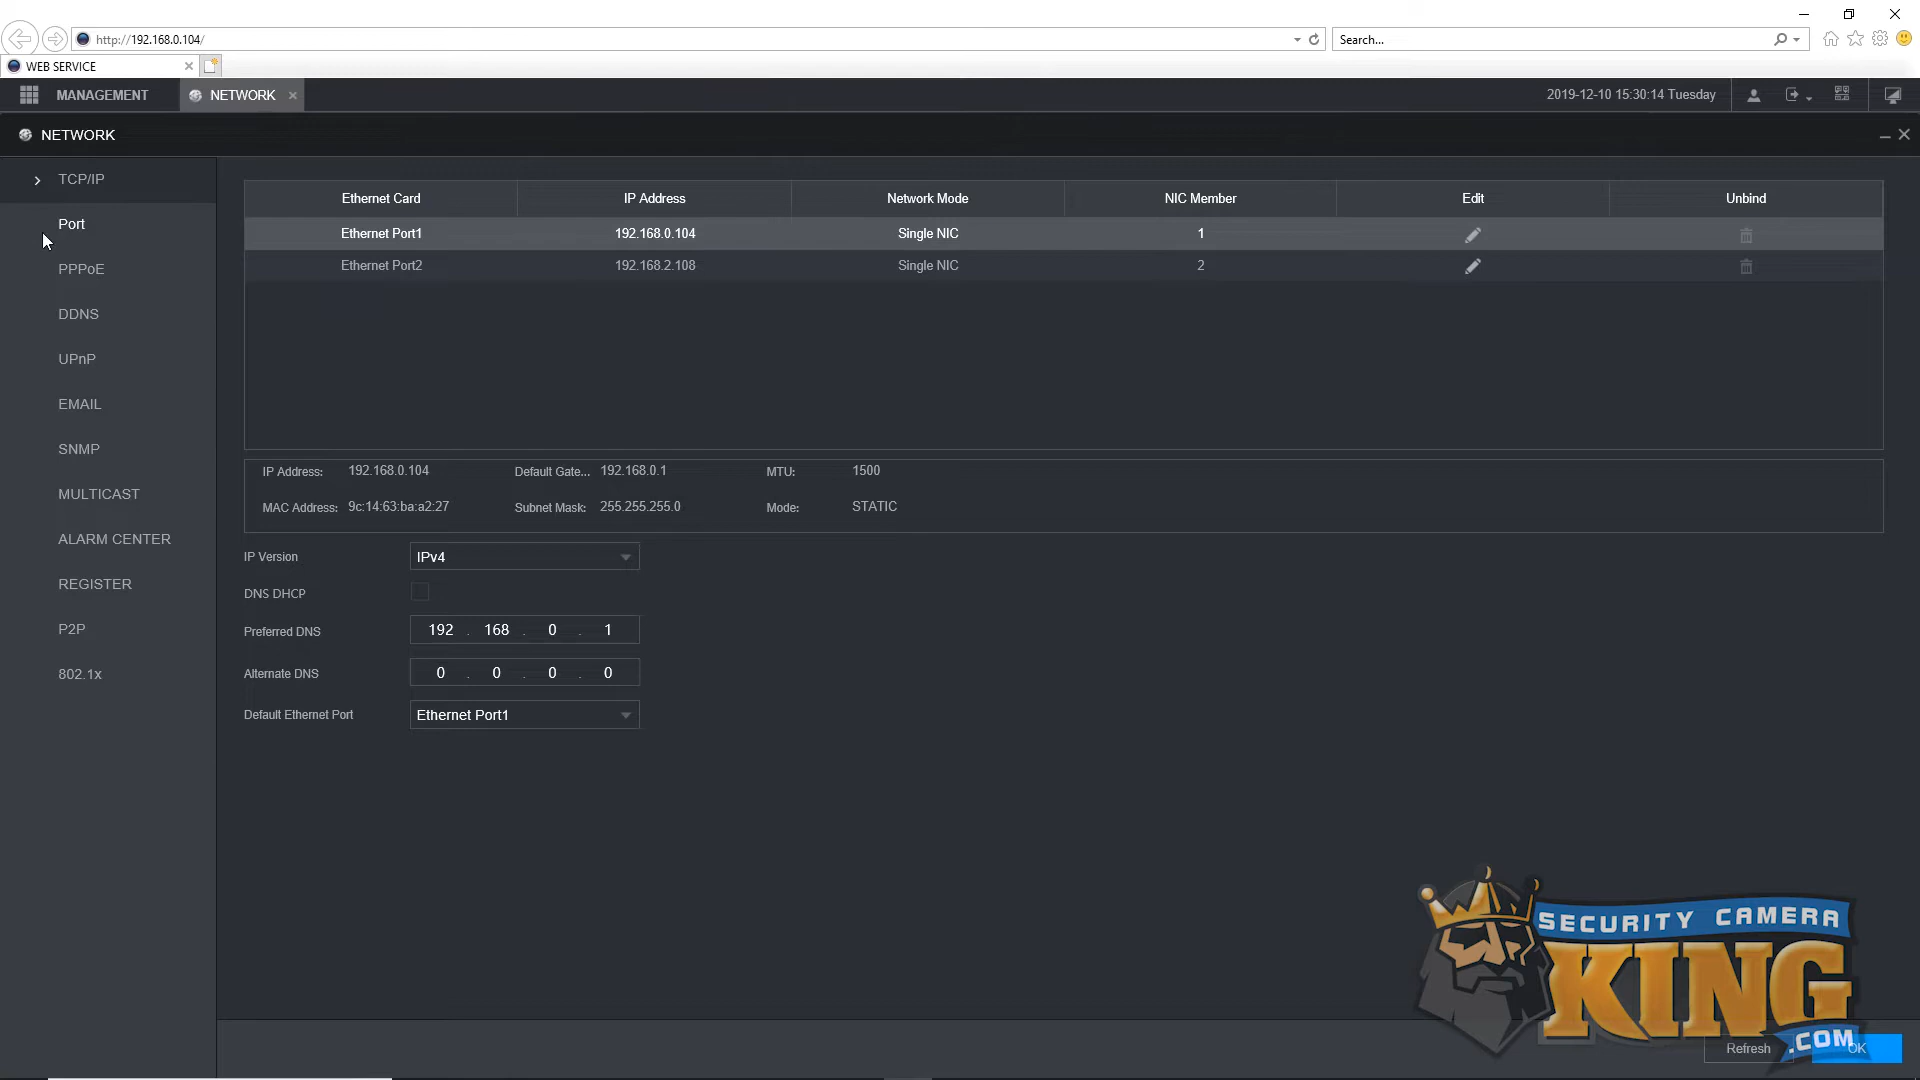 http://192.168.0.104/
Search...
WEB SERVICE
MANAGEMENT
NETWORK
2019-12-10 15:30:14 Tuesday
NETWORK
TCP/IP
Port
PPPoE
DDNS
UPnP
EMAIL
SNMP
MULTICAST
ALARM CENTER
REGISTER
P2P
802.1x
Ethernet Card IP Address Network Mode NIC Member Edit Unbind
Ethernet Port1 192.168.0.104 Single NIC 1
Ethernet Port2 192.168.2.108 Single NIC 2
IP Address: 192.168.0.104 Default Gate... 192.168.0.1 MTU: 1500
MAC Address: 9c:14:63:ba:a2:27 Subnet Mask: 255.255.255.0 Mode: STATIC
IP Version IPv4
DNS DHCP
Preferred DNS 192 . 168 . 0 . 1
Alternate DNS 0 . 0 . 0 . 0
Default Ethernet Port Ethernet Port1
SECURITY CAMERA
KING
.COM
Refresh OK